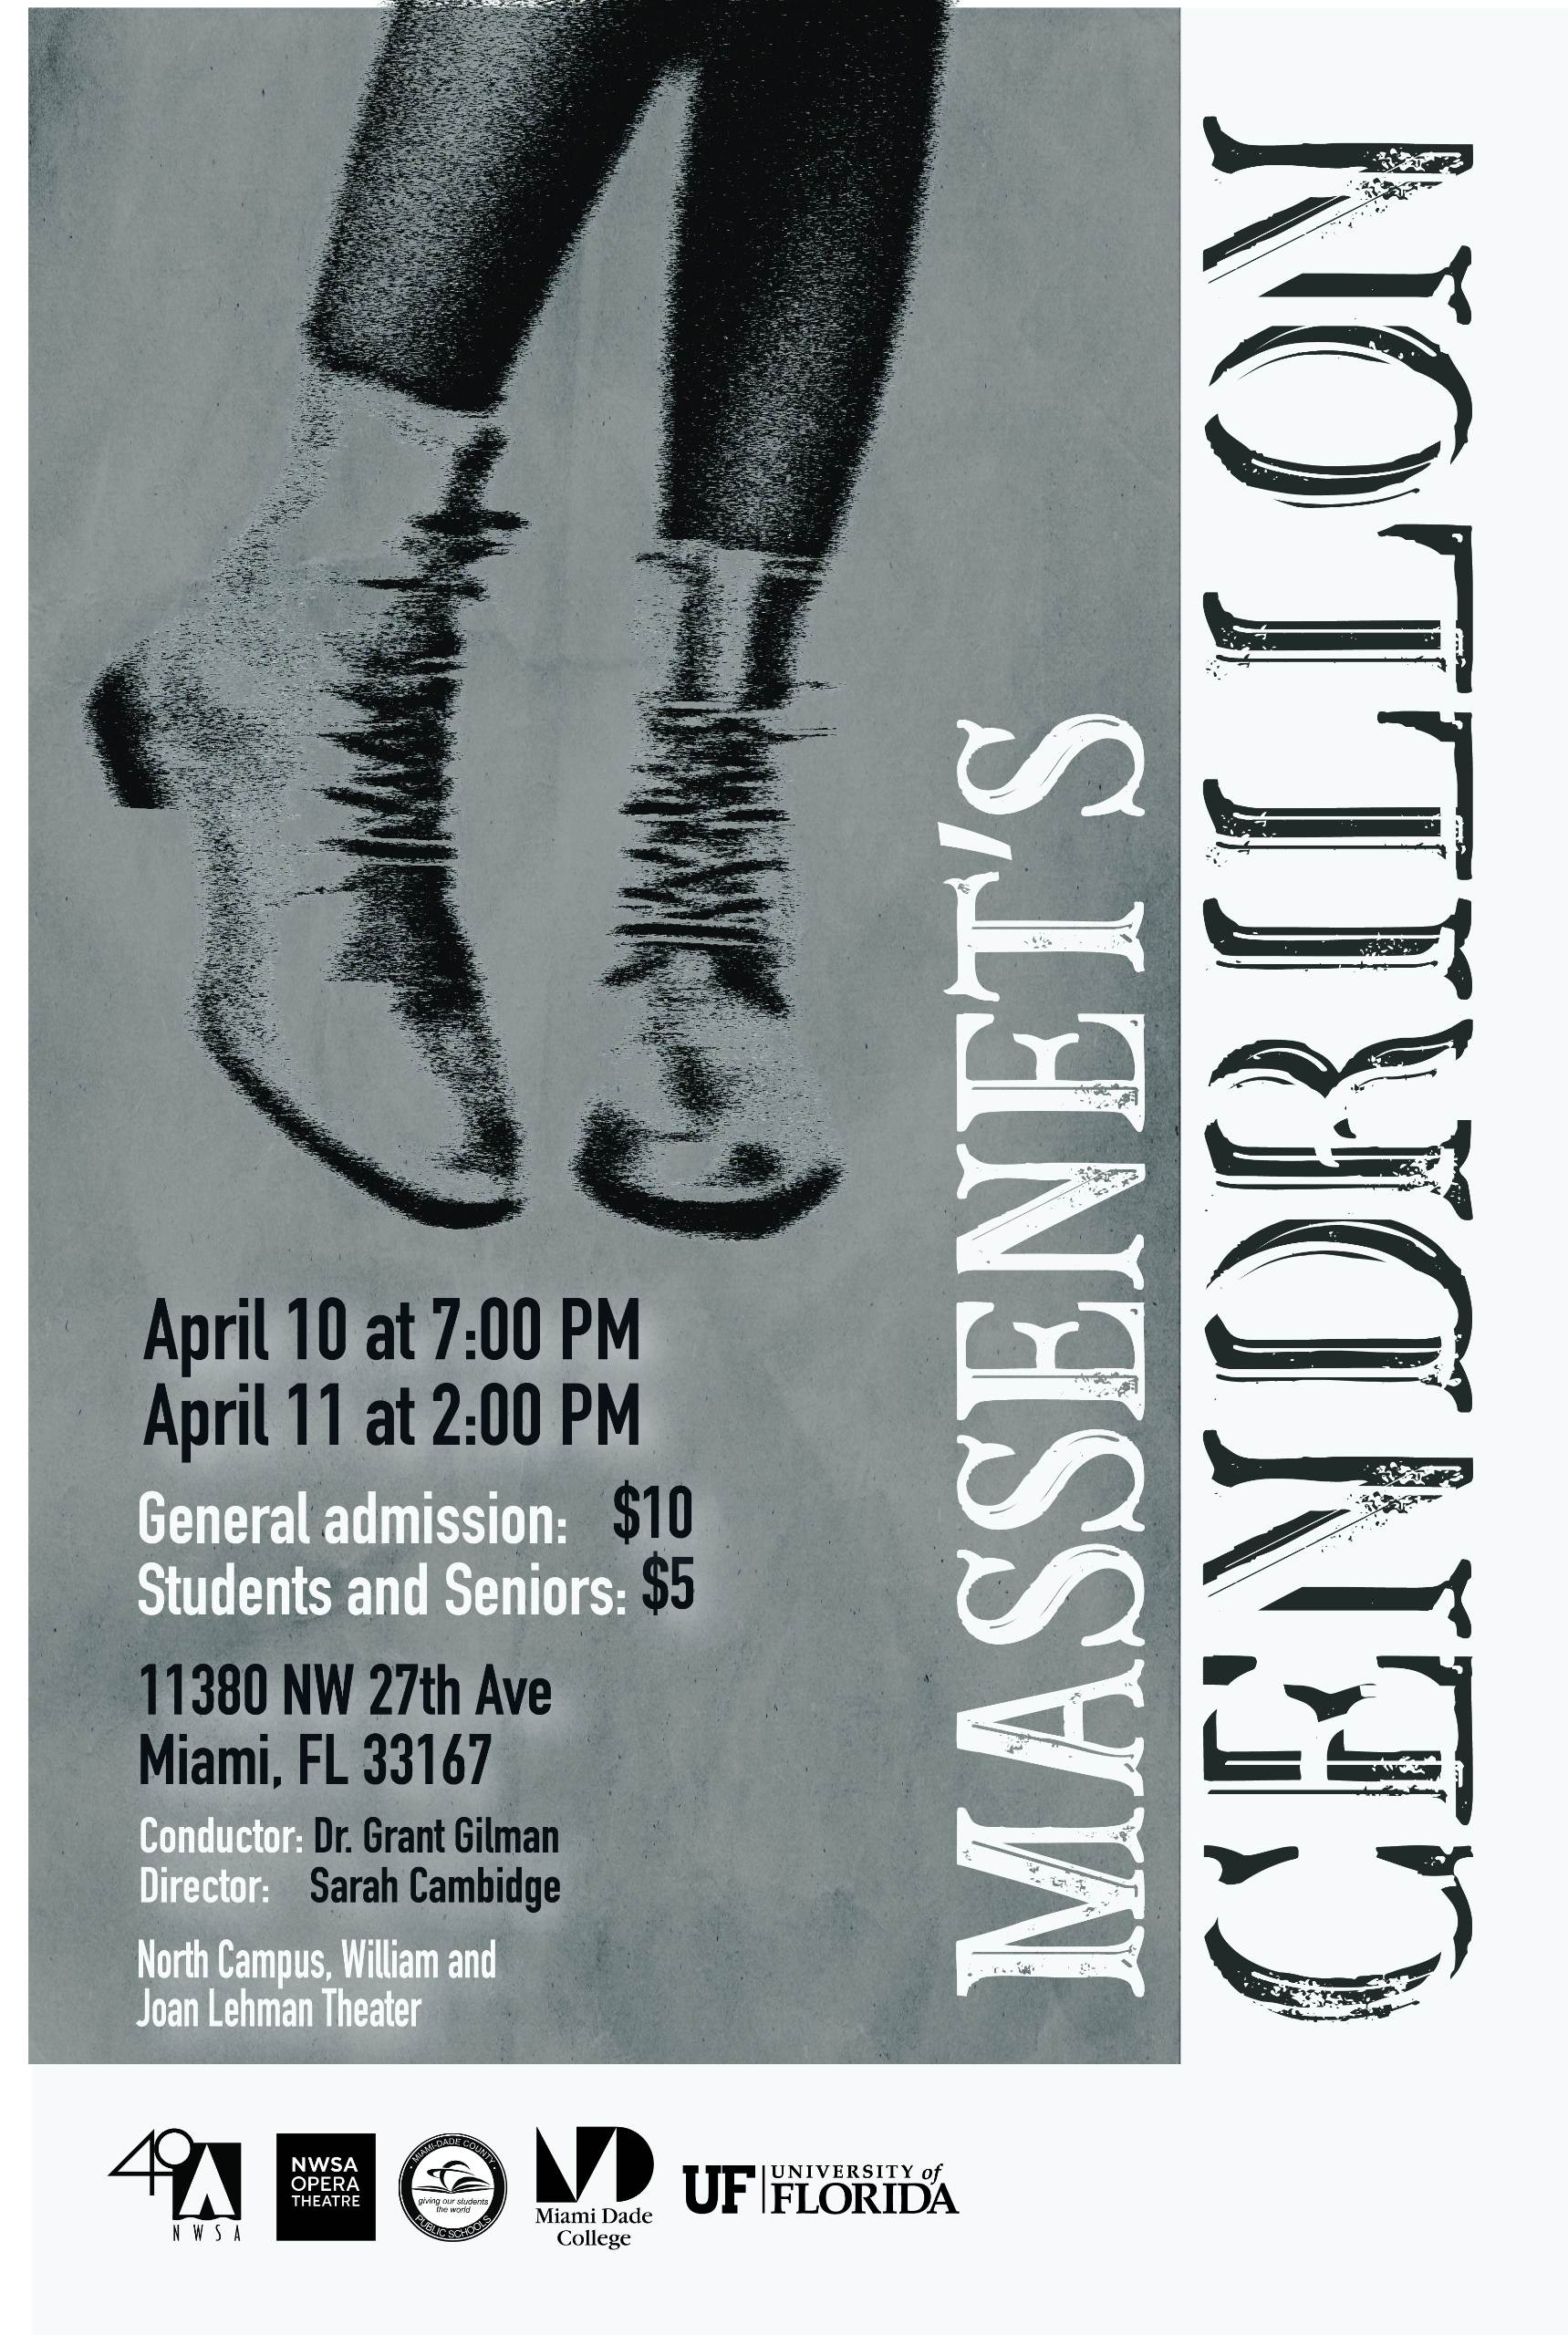 MASSENET'S
CENDRILLON
April 10 at 7:00 PM
April 11 at 2:00 PM
General admission: $10
Students and Seniors: $5
11380 NW 27th Ave
Miami, FL 33167
Conductor: Dr. Grant Gilman
Director: Sarah Cambidge
North Campus, William and
Joan Lehman Theater
40
NWSA
NWSA
OPERA
THEATRE
MIAMI-DADE COUNTY
giving our students
the world
PUBLIC SCHOOLS
Miami Dade
College
UF UNIVERSITY of
FLORIDA